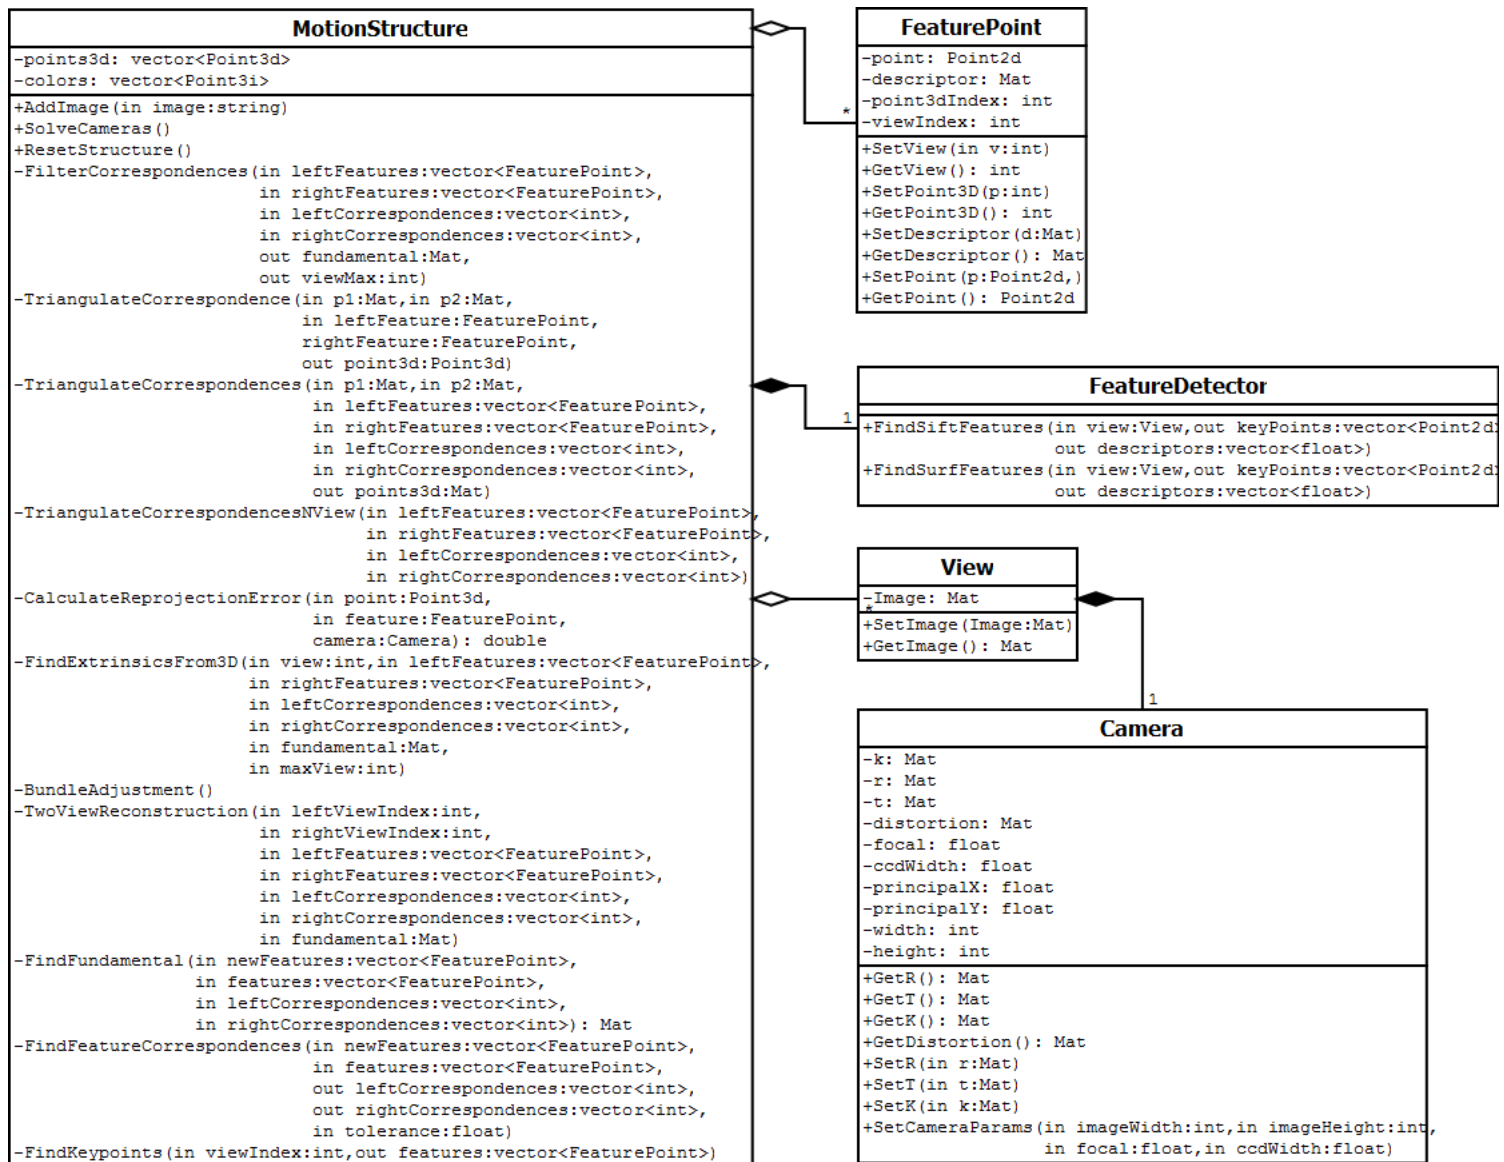 MotionStructure
-points3d: vector<Point3d>
-colors: vector<Point3i>
+AddImage(in image:string)
+SolveCameras()
+ResetStructure()
-FilterCorrespondences(in leftFeatures:vector<FeaturePoint>,
in rightFeatures:vector<FeaturePoint>,
in leftCorrespondences:vector<int>,
in rightCorrespondences:vector<int>,
out fundamental:Mat,
out viewMax:int)
-TriangulateCorrespondence(in p1:Mat,in p2:Mat,
in leftFeature:FeaturePoint,
rightFeature:FeaturePoint,
out point3d:Point3d)
-TriangulateCorrespondences(in p1:Mat,in p2:Mat,
in leftFeatures:vector<FeaturePoint>,
in rightFeatures:vector<FeaturePoint>,
in leftCorrespondences:vector<int>,
in rightCorrespondences:vector<int>,
out points3d:Mat)
-TriangulateCorrespondencesNView(in leftFeatures:vector<FeaturePoint>,
in rightFeatures:vector<FeaturePoint>,
in leftCorrespondences:vector<int>,
in rightCorrespondences:vector<int>)
-CalculateReprojectionError(in point:Point3d,
in feature:FeaturePoint,
camera:Camera): double
-FindExtrinsicsFrom3D(in view:int,in leftFeatures:vector<FeaturePoint>,
in rightFeatures:vector<FeaturePoint>,
in leftCorrespondences:vector<int>,
in rightCorrespondences:vector<int>,
in fundamental:Mat,
in maxView:int)
-BundleAdjustment()
-TwoViewReconstruction(in leftViewIndex:int,
in rightViewIndex:int,
in leftFeatures:vector<FeaturePoint>,
in rightFeatures:vector<FeaturePoint>,
in leftCorrespondences:vector<int>,
in rightCorrespondences:vector<int>,
in fundamental:Mat)
-FindFundamental(in newFeatures:vector<FeaturePoint>,
in features:vector<FeaturePoint>,
in leftCorrespondences:vector<int>,
in rightCorrespondences:vector<int>): Mat
-FindFeatureCorrespondences(in newFeatures:vector<FeaturePoint>,
in features:vector<FeaturePoint>,
out leftCorrespondences:vector<int>,
out rightCorrespondences:vector<int>,
in tolerance:float)
-FindKeypoints(in viewIndex:int,out features:vector<FeaturePoint>)
*
FeaturePoint
-point: Point2d
-descriptor: Mat
-point3dIndex: int
-viewIndex: int
+SetView(in v:int)
+GetView(): int
+SetPoint3D(p:int)
+GetPoint3D(): int
+SetDescriptor(d:Mat)
+GetDescriptor(): Mat
+SetPoint(p:Point2d,)
+GetPoint(): Point2d
1
FeatureDetector
+FindSiftFeatures(in view:View,out keyPoints:vector<Point2d>
out descriptors:vector<float>)
+FindSurfFeatures(in view:View,out keyPoints:vector<Point2d>
out descriptors:vector<float>)
View
-Image: Mat
*
+SetImage(Image:Mat)
+GetImage(): Mat
1
Camera
-k: Mat
-r: Mat
-t: Mat
-distortion: Mat
-focal: float
-ccdWidth: float
-principalX: float
-principalY: float
-width: int
-height: int
+GetR(): Mat
+GetT(): Mat
+GetK(): Mat
+GetDistortion(): Mat
+SetR(in r:Mat)
+SetT(in t:Mat)
+SetK(in k:Mat)
+SetCameraParams(in imageWidth:int,in imageHeight:int,
in focal:float,in ccdWidth:float)